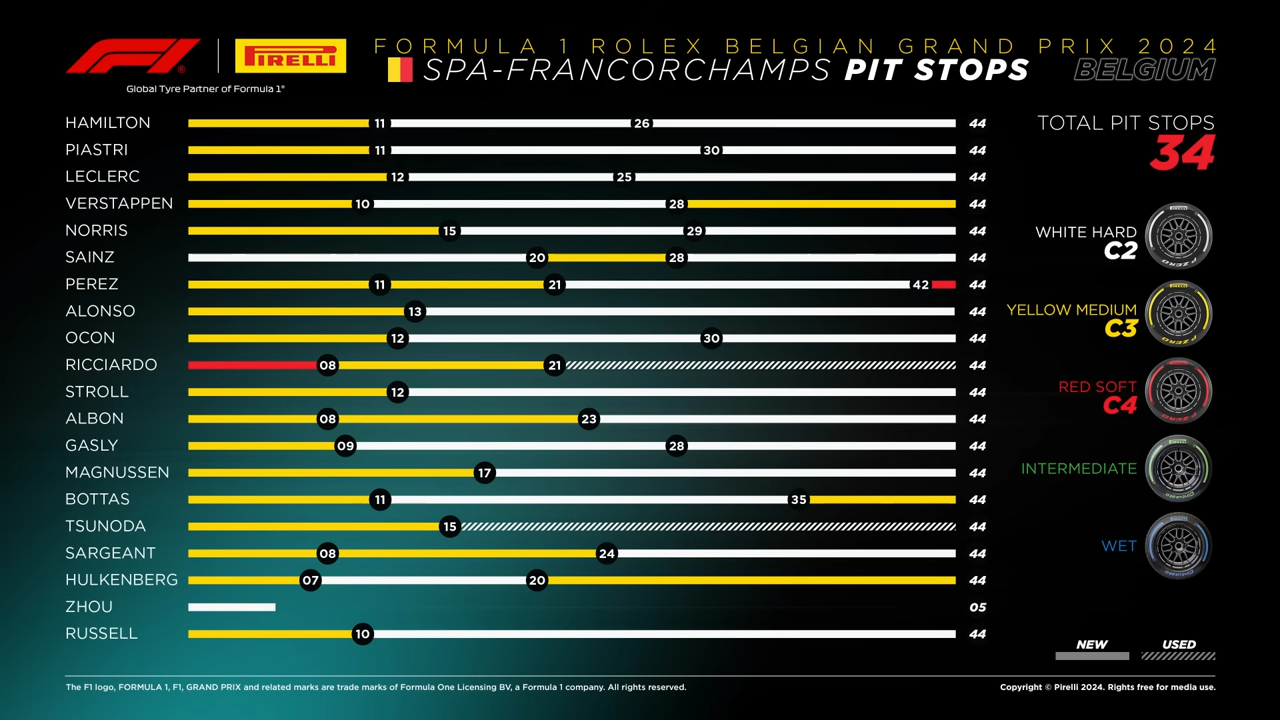 F1®
PIRELLI
Global Tyre Partner of Formula 1®
FORMULA 1 ROLEX BELGIAN GRAND PRIX 2024
SPA-FRANCORCHAMPS PIT STOPS BELGIUM
HAMILTON 11 26 44
PIASTRI 11 30 44
LECLERC 12 25 44
VERSTAPPEN 10 28 44
NORRIS 15 29 44
SAINZ 20 28 44
PEREZ 11 21 42 44
ALONSO 13 44
OCON 12 30 44
RICCIARDO 08 21 44
STROLL 12 44
ALBON 08 23 44
GASLY 09 28 44
MAGNUSSEN 17 44
BOTTAS 11 35 44
TSUNODA 15 44
SARGEANT 08 24 44
HULKENBERG 07 20 44
ZHOU 05
RUSSELL 10 44
TOTAL PIT STOPS
34
WHITE HARD
C2
YELLOW MEDIUM
C3
RED SOFT
C4
INTERMEDIATE
WET
NEW USED
The F1 logo, FORMULA 1, F1, GRAND PRIX and related marks are trade marks of Formula One Licensing BV, a Formula 1 company. All rights reserved.
Copyright © Pirelli 2024. Rights free for media use.